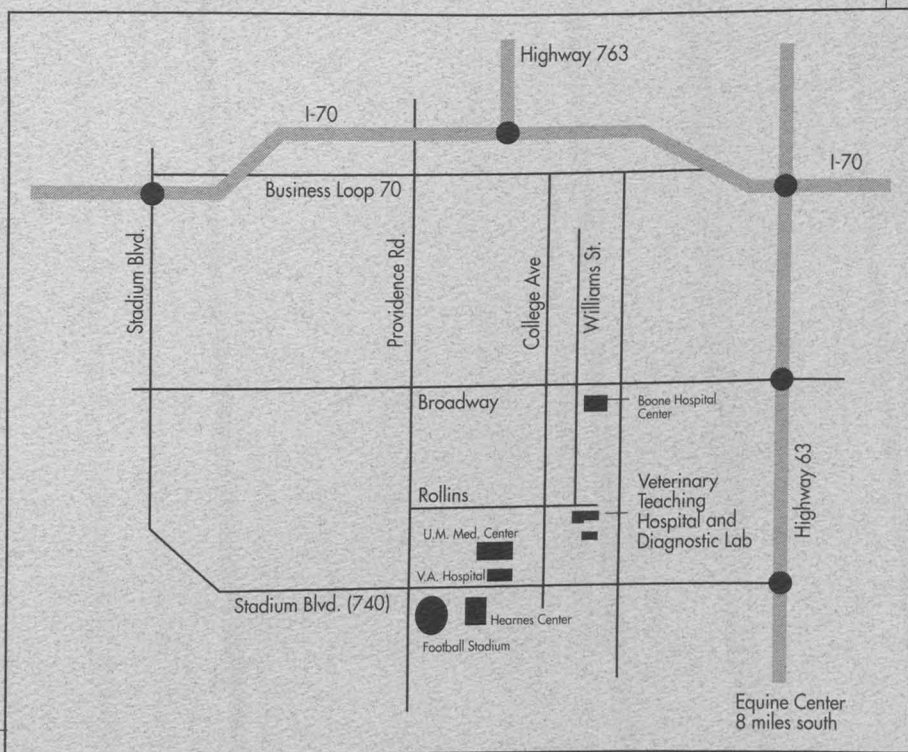 Highway 763
I-70
I-70
Business Loop 70
Stadium Blvd.
Providence Rd.
College Ave
Williams St.
Broadway
Boone Hospital
Center
Highway 63
Rollins
Veterinary
Teaching
Hospital and
Diagnostic Lab
U.M. Med. Center
V.A. Hospital
Stadium Blvd. (740)
Hearnes Center
Football Stadium
Equine Center
8 miles south